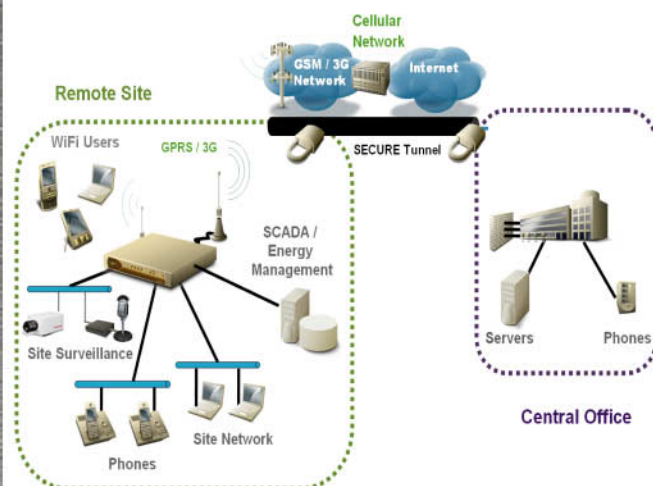 Cellular
Network
GSM / 3G
Network
Internet
Remote Site
WiFi Users
GPRS / 3G
SECURE Tunnel
SCADA /
Energy
Management
Site Surveillance
Servers
Phones
Site Network
Phones
Central Office